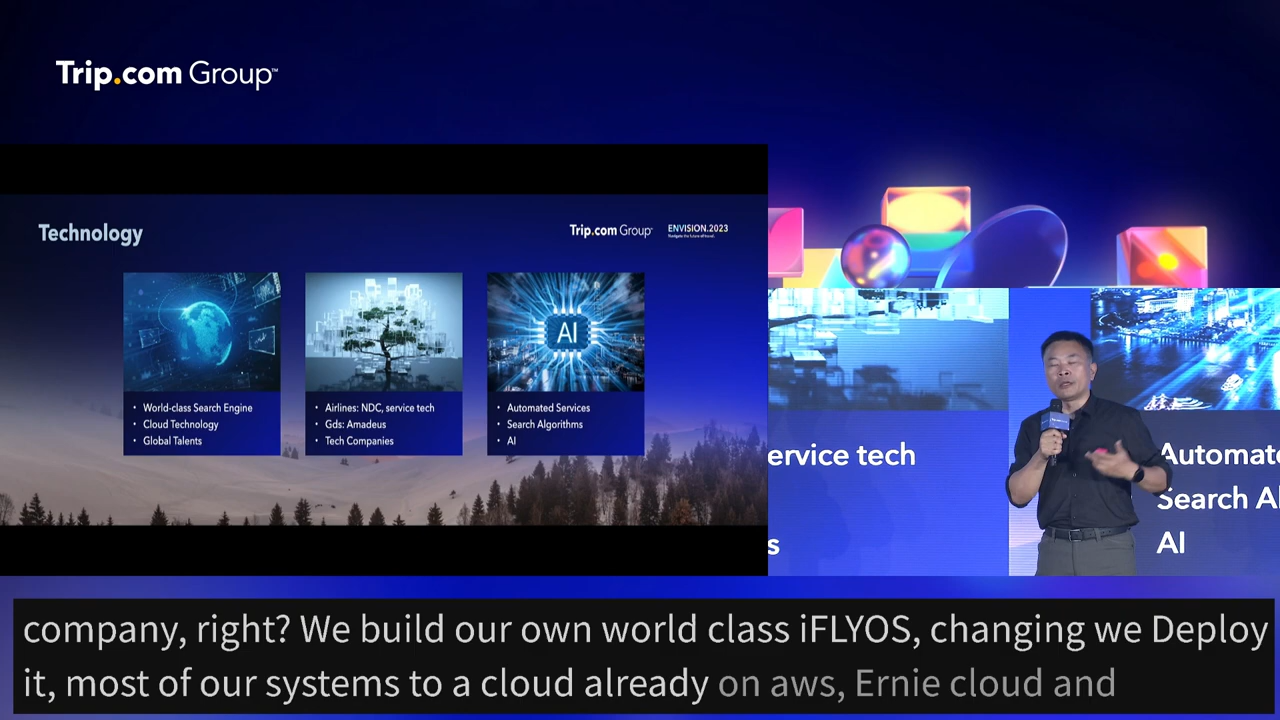 Trip.com Group™
Technology
Trip.com Group
ENVISION.2023
World-class Search Engine
Cloud Technology
Global Talents
Airlines: NDC, service tech
Gds: Amadeus
Tech Companies
AI
Automated Services
Search Algorithms
AI
ervice tech
s
Automate
Search Al
AI
company, right? We build our own world class iFLYOS, changing we Deploy
it, most of our systems to a cloud already on aws, Ernie cloud and